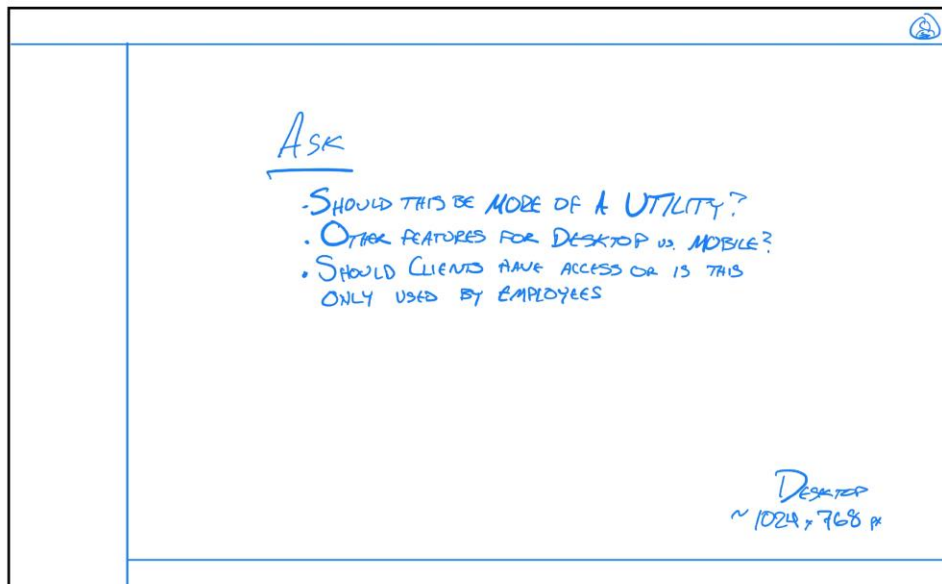 ASK
- SHOULD THIS BE MORE OF A UTILITY?
• OTHER FEATURES FOR DESKTOP vs. MOBILE?
• SHOULD CLIENTS HAVE ACCESS OR IS THIS
ONLY USED BY EMPLOYEES
DESKTOP
~ 1024 x 768 px